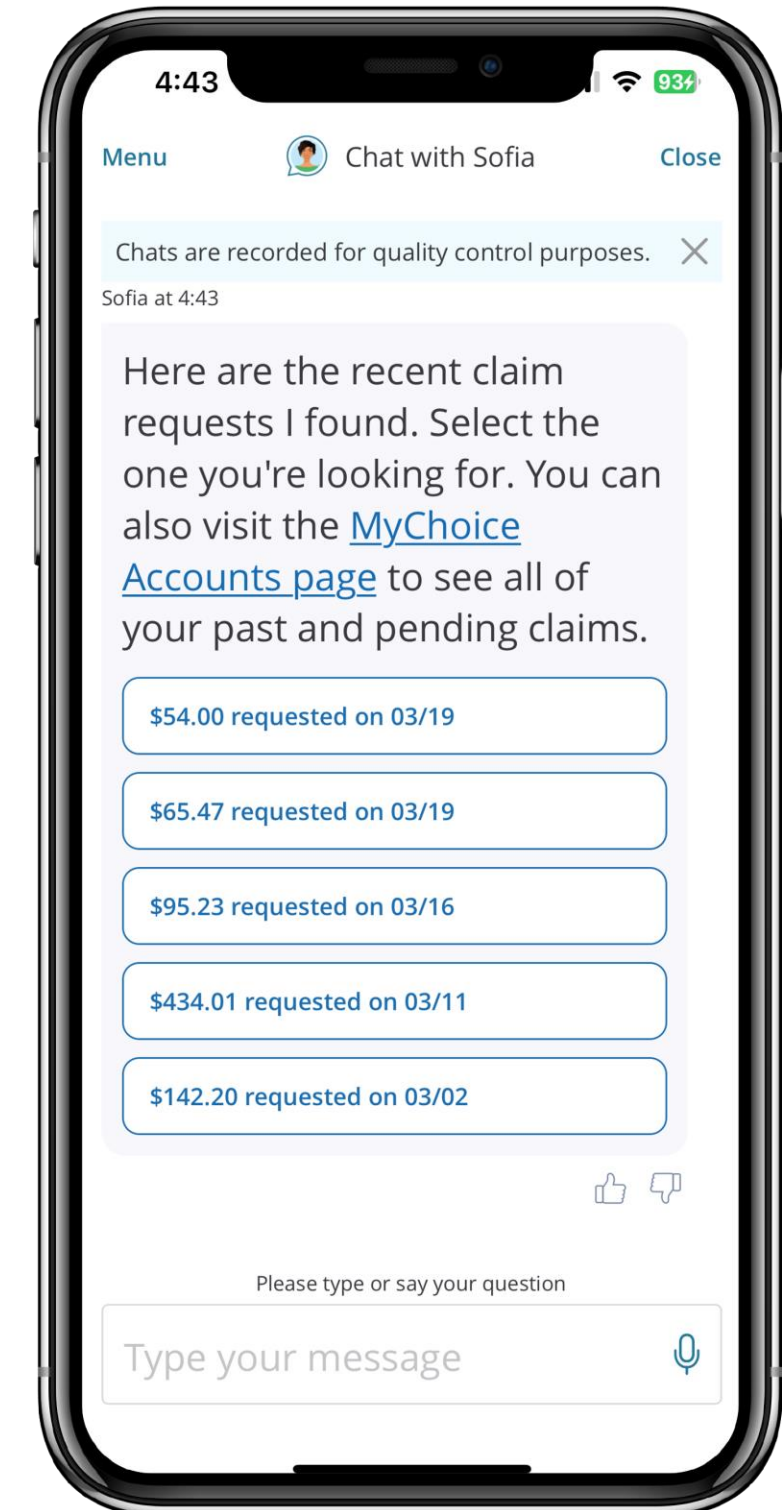 4:43
93
Menu
Chat with Sofia
Close
Chats are recorded for quality control purposes.
Sofia at 4:43
Here are the recent claim
requests I found. Select the
one you're looking for. You can
also visit the MyChoice
Accounts page to see all of
your past and pending claims.
$54.00 requested on 03/19
$65.47 requested on 03/19
$95.23 requested on 03/16
$434.01 requested on 03/11
$142.20 requested on 03/02
Please type or say your question
Type your message